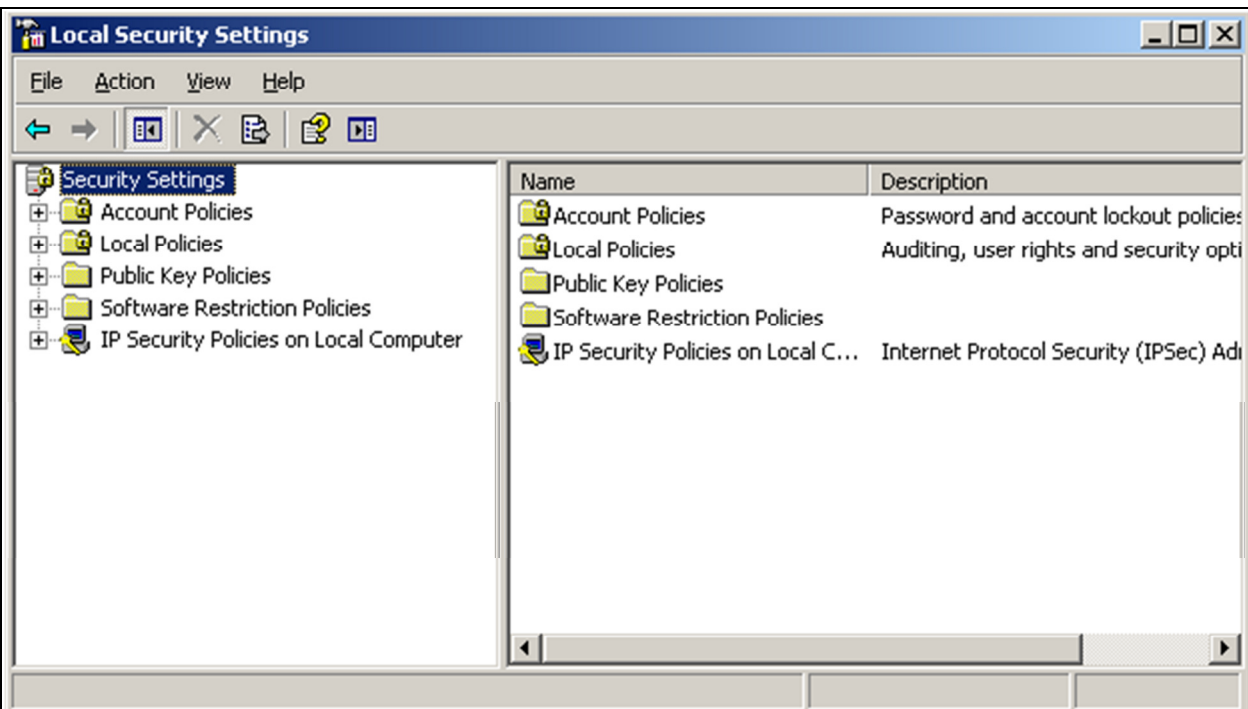 Local Security Settings
File Action View Help
Security Settings
Account Policies
Local Policies
Public Key Policies
Software Restriction Policies
IP Security Policies on Local Computer
Name Description
Account Policies Password and account lockout policies
Local Policies Auditing, user rights and security opti
Public Key Policies
Software Restriction Policies
IP Security Policies on Local C... Internet Protocol Security (IPSec) Adm